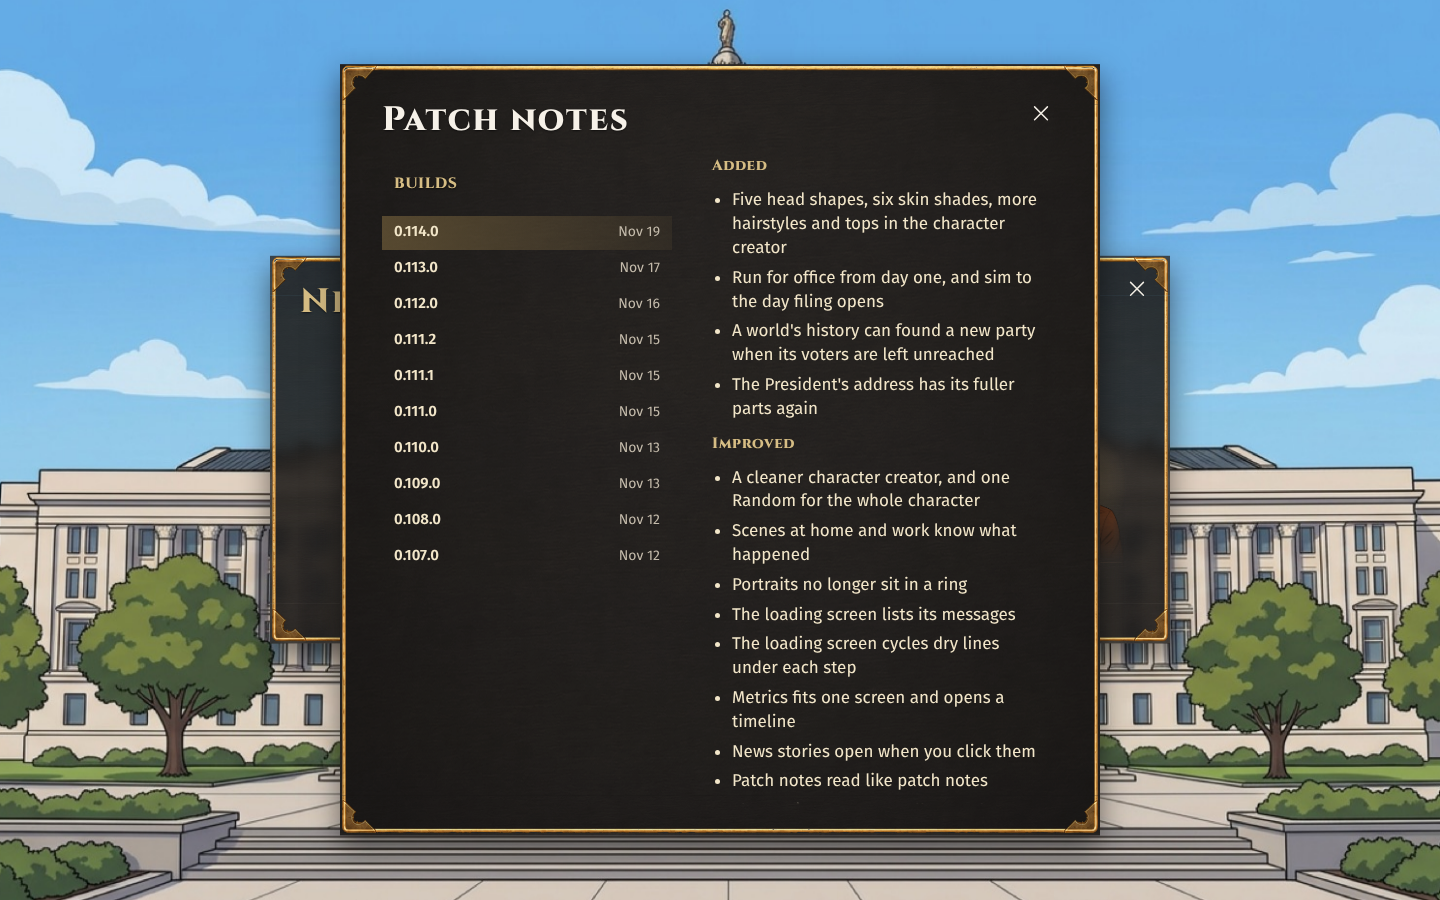 Patch notes
BUILDS
0.114.0 Nov 19
0.113.0 Nov 17
0.112.0 Nov 16
0.111.2 Nov 15
0.111.1 Nov 15
0.111.0 Nov 15
0.110.0 Nov 13
0.109.0 Nov 13
0.108.0 Nov 12
0.107.0 Nov 12
Added
• Five head shapes, six skin shades, more
hairstyles and tops in the character
creator
• Run for office from day one, and sim to
the day filing opens
• A world's history can found a new party
when its voters are left unreached
• The President's address has its fuller
parts again
Improved
• A cleaner character creator, and one
Random for the whole character
• Scenes at home and work know what
happened
• Portraits no longer sit in a ring
• The loading screen lists its messages
• The loading screen cycles dry lines
under each step
• Metrics fits one screen and opens a
timeline
• News stories open when you click them
• Patch notes read like patch notes